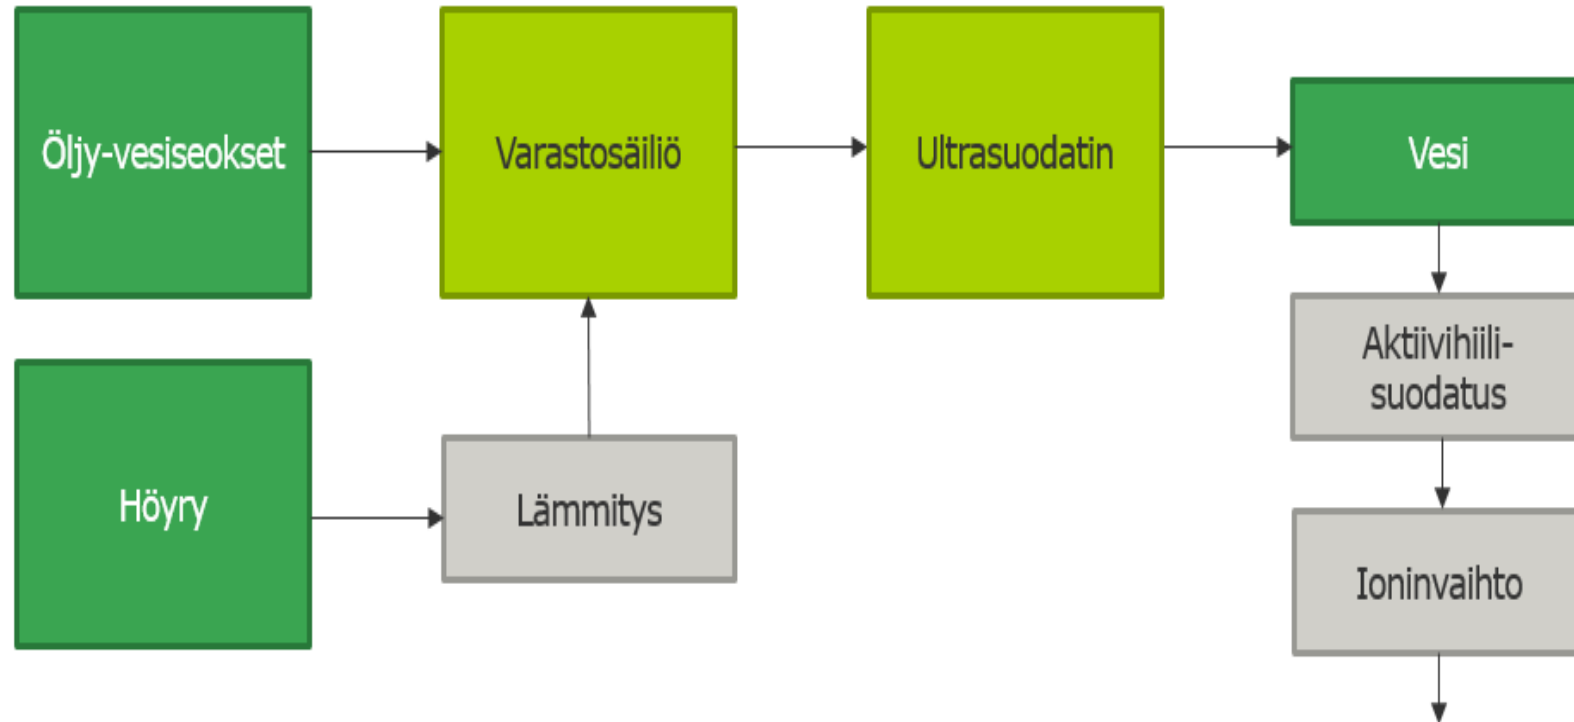 Öljy-vesiseokset
Varastosäiliö
Ultrasuodatin
Vesi
Aktiivihiili-
suodatus
Höyry
Lämmitys
Ioninvaihto